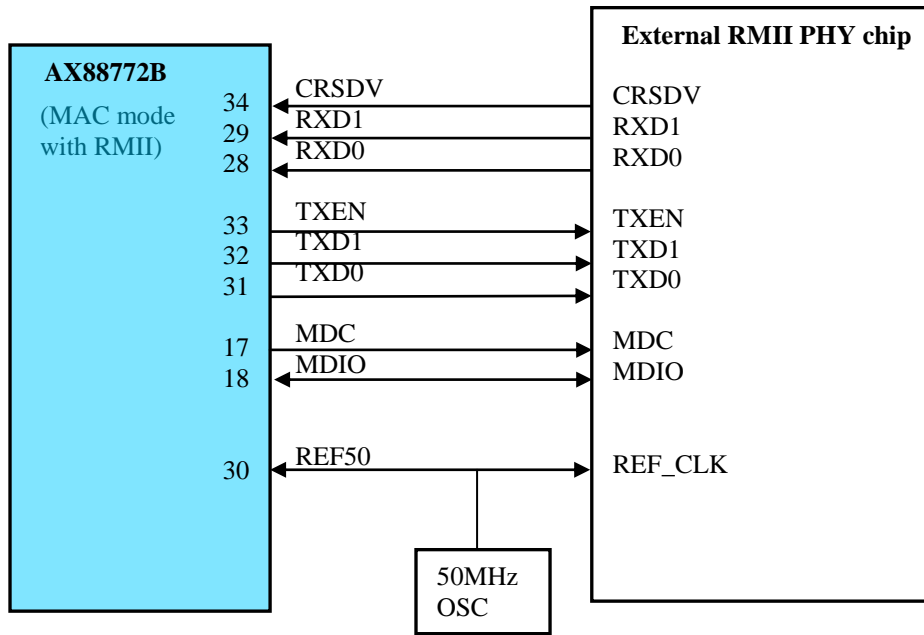 External RMII PHY chip
AX88772B
(MAC mode
with RMII)
34 CRSDV CRSDV
29 RXD1 RXD1
28 RXD0 RXD0
33 TXEN TXEN
32 TXD1 TXD1
31 TXD0 TXD0
17 MDC MDC
18 MDIO MDIO
30 REF50 REF_CLK
50MHz
OSC